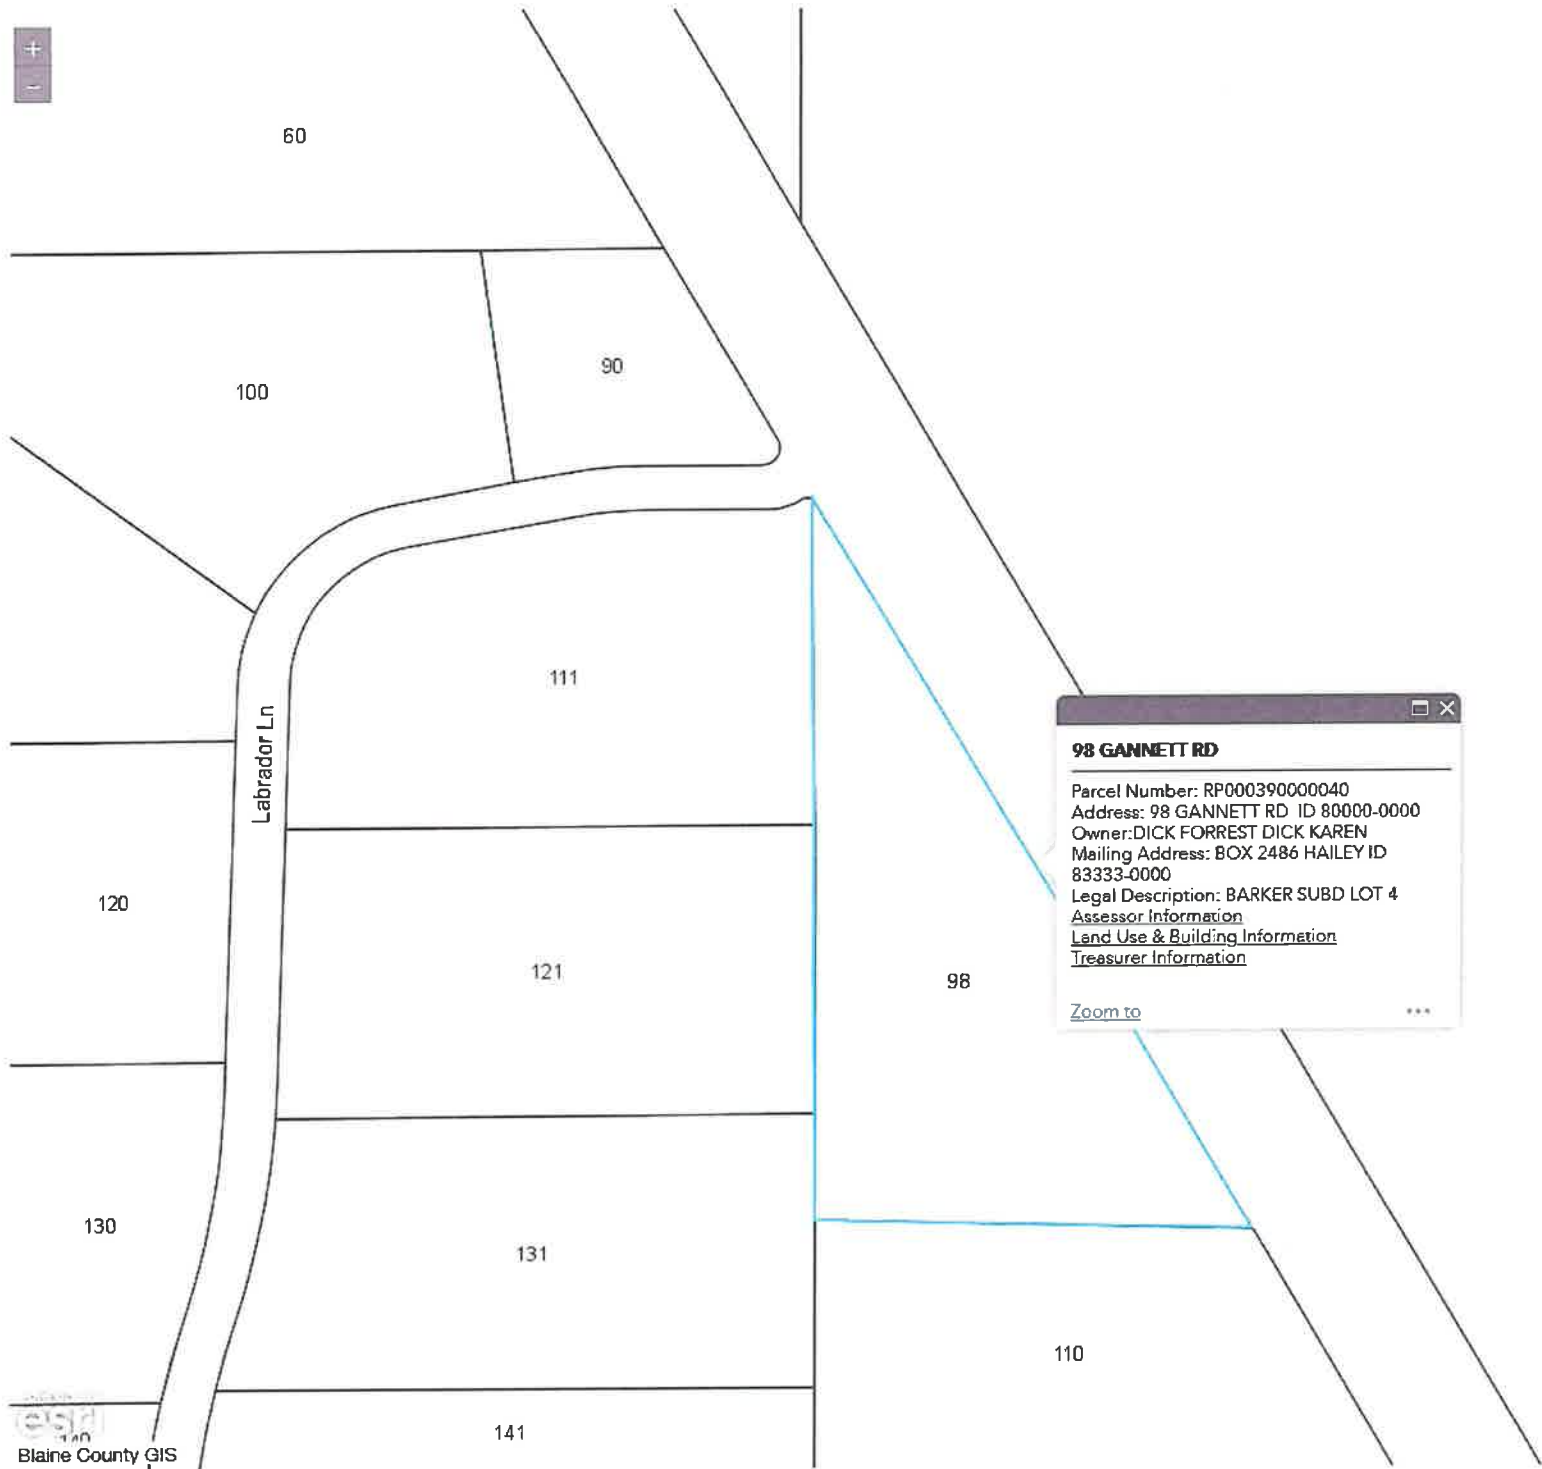 +
-
60
100
90
111
Labrador Ln
98 GANNETT RD
Parcel Number: RP000390000040
Address: 98 GANNETT RD  ID 80000-0000
Owner:DICK FORREST DICK KAREN
Mailing Address: BOX 2486 HAILEY ID
83333-0000
Legal Description: BARKER SUBD LOT 4
Assessor Information
Land Use & Building Information
Treasurer Information
Zoom to
...
120
121
98
130
131
110
esri
140
141
Blaine County GIS